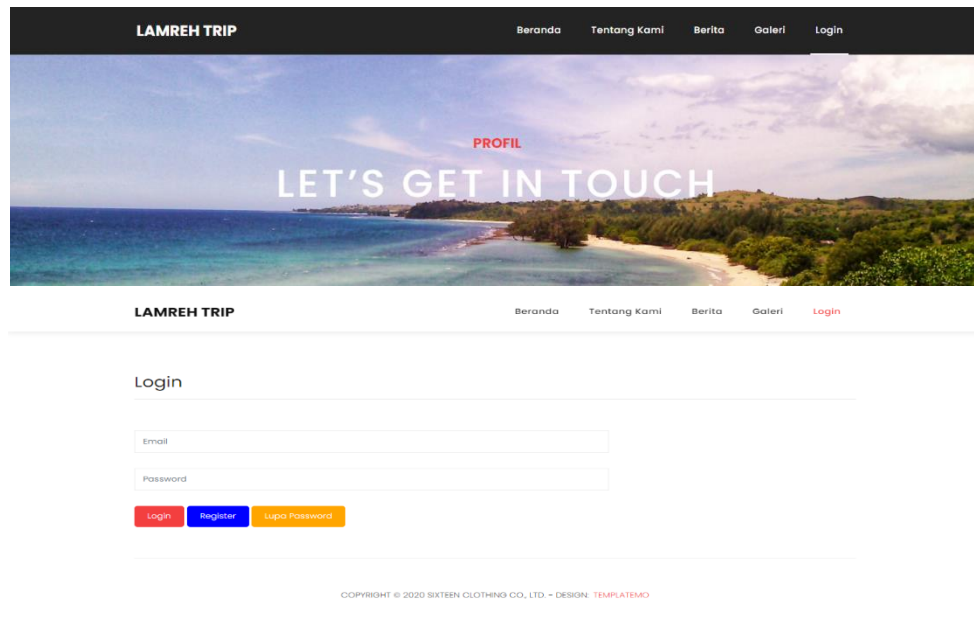 LAMREH TRIP Beranda Tentang Kami Berita Galeri Login
PROFIL
LET'S GET IN TOUCH
LAMREH TRIP Beranda Tentang Kami Berita Galeri Login
Login
Email
Password
Login Register Lupa Password
COPYRIGHT © 2020 SIXTEEN CLOTHING CO., LTD. - DESIGN: TEMPLATEMO